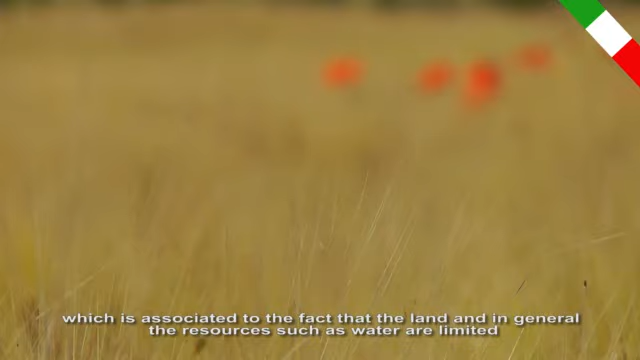 which is associated to the fact that the land and in general
the resources such as water are limited